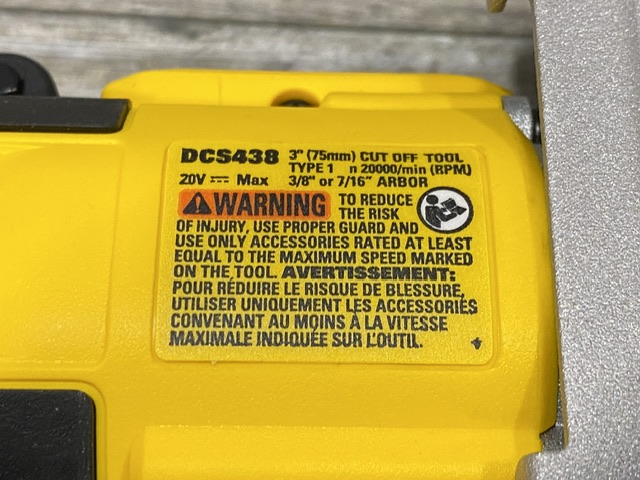 DCS438 3" (75mm) CUT OFF TOOL
TYPE 1 n 20000/min (RPM)
20V ⎓ Max 3/8" or 7/16" ARBOR
⚠WARNING TO REDUCE
THE RISK
OF INJURY, USE PROPER GUARD AND
USE ONLY ACCESSORIES RATED AT LEAST
EQUAL TO THE MAXIMUM SPEED MARKED
ON THE TOOL. AVERTISSEMENT:
POUR RÉDUIRE LE RISQUE DE BLESSURE,
UTILISER UNIQUEMENT LES ACCESSORIÉS
CONVENANT AU MOINS À LA VITESSE
MAXIMALE INDIQUÉE SUR L'OUTIL.